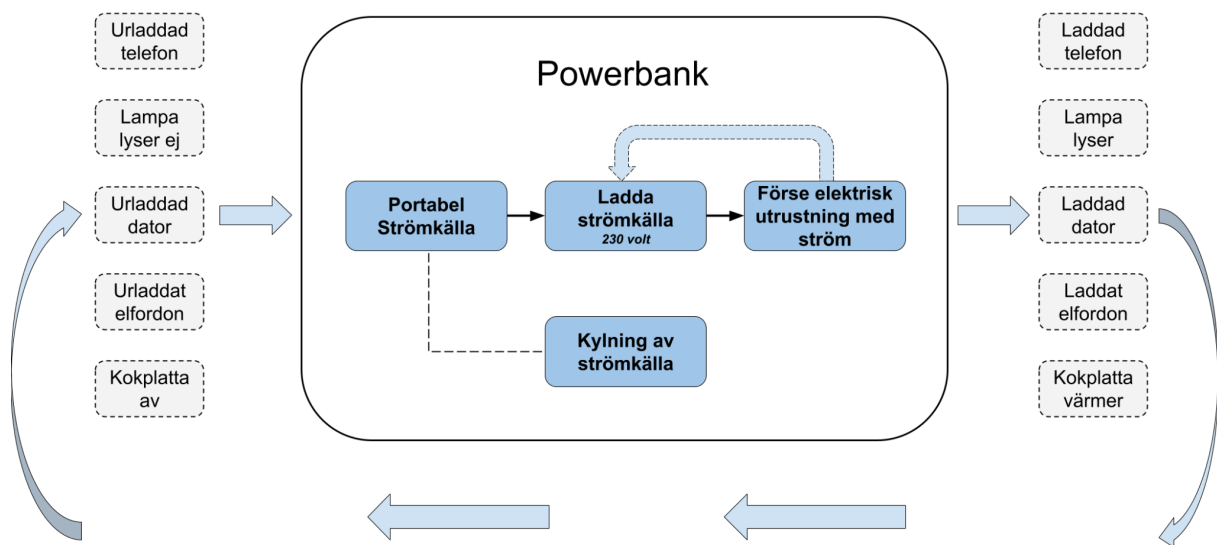 Urladdad
telefon
Lampa
lyser ej
Urladdad
dator
Urladdat
elfordon
Kokplatta
av
Powerbank
Portabel
Strömkälla
Ladda
strömkälla
230 volt
Förse elektrisk
utrustning med
ström
Kylning av
strömkälla
Laddad
telefon
Lampa
lyser
Laddad
dator
Laddat
elfordon
Kokplatta
värmer